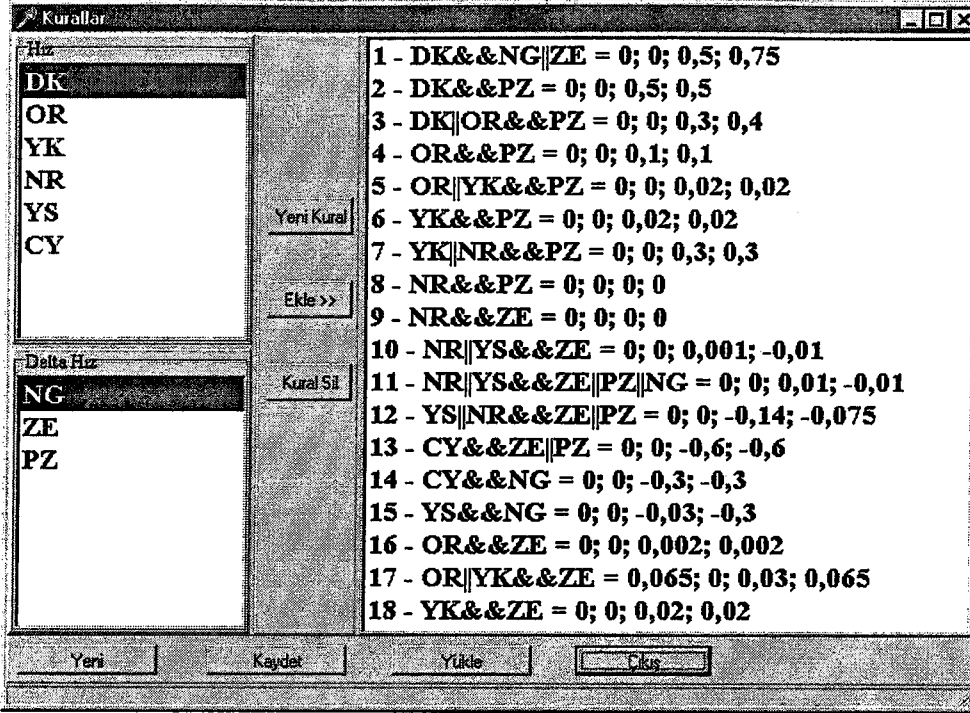 Kurallar
Hız
DK
OR
YK
NR
YS
CY
Delta Hız
NG
ZE
PZ
Yeni Kural
Ekle >>
Kural Sil
1 - DK&&NG||ZE = 0; 0; 0,5; 0,75
2 - DK&&PZ = 0; 0; 0,5; 0,5
3 - DK||OR&&PZ = 0; 0; 0,3; 0,4
4 - OR&&PZ = 0; 0; 0,1; 0,1
5 - OR||YK&&PZ = 0; 0; 0,02; 0,02
6 - YK&&PZ = 0; 0; 0,02; 0,02
7 - YK||NR&&PZ = 0; 0; 0,3; 0,3
8 - NR&&PZ = 0; 0; 0; 0
9 - NR&&ZE = 0; 0; 0; 0
10 - NR||YS&&ZE = 0; 0; 0,001; -0,01
11 - NR||YS&&ZE||PZ||NG = 0; 0; 0,01; -0,01
12 - YS||NR&&ZE||PZ = 0; 0; -0,14; -0,075
13 - CY&&ZE||PZ = 0; 0; -0,6; -0,6
14 - CY&&NG = 0; 0; -0,3; -0,3
15 - YS&&NG = 0; 0; -0,03; -0,3
16 - OR&&ZE = 0; 0; 0,002; 0,002
17 - OR||YK&&ZE = 0,065; 0; 0,03; 0,065
18 - YK&&ZE = 0; 0; 0,02; 0,02
Yeni Kaydet Yükle Çıkış